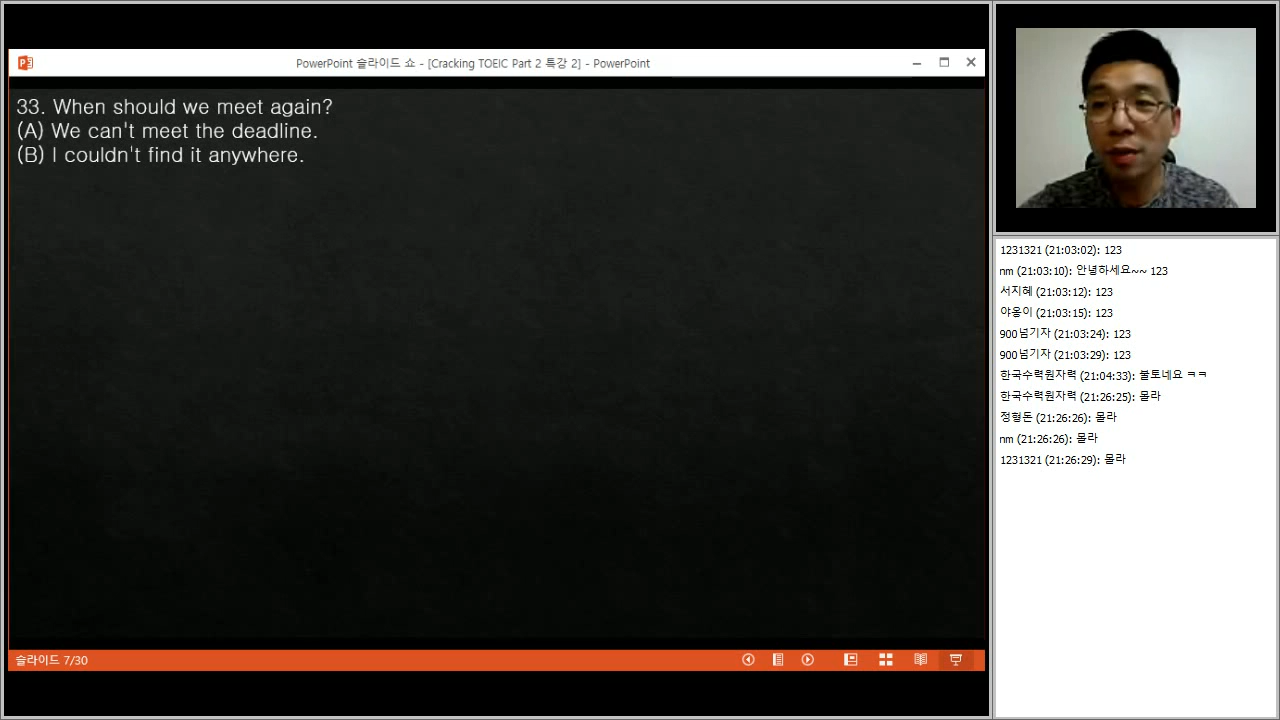 PowerPoint 슬라이드 쇼 - [Cracking TOEIC Part 2 특강 2] - PowerPoint
33. When should we meet again?
(A) We can't meet the deadline.
(B) I couldn't find it anywhere.
슬라이드 7/30
1231321 (21:03:02): 123
nm (21:03:10): 안녕하세요~~ 123
서지혜 (21:03:12): 123
야옹이 (21:03:15): 123
900넘기자 (21:03:24): 123
900넘기자 (21:03:29): 123
한국수력원자력 (21:04:33): 불토네요 ㅋㅋ
한국수력원자력 (21:26:25): 몰라
정형돈 (21:26:26): 몰라
nm (21:26:26): 몰라
1231321 (21:26:29): 몰라